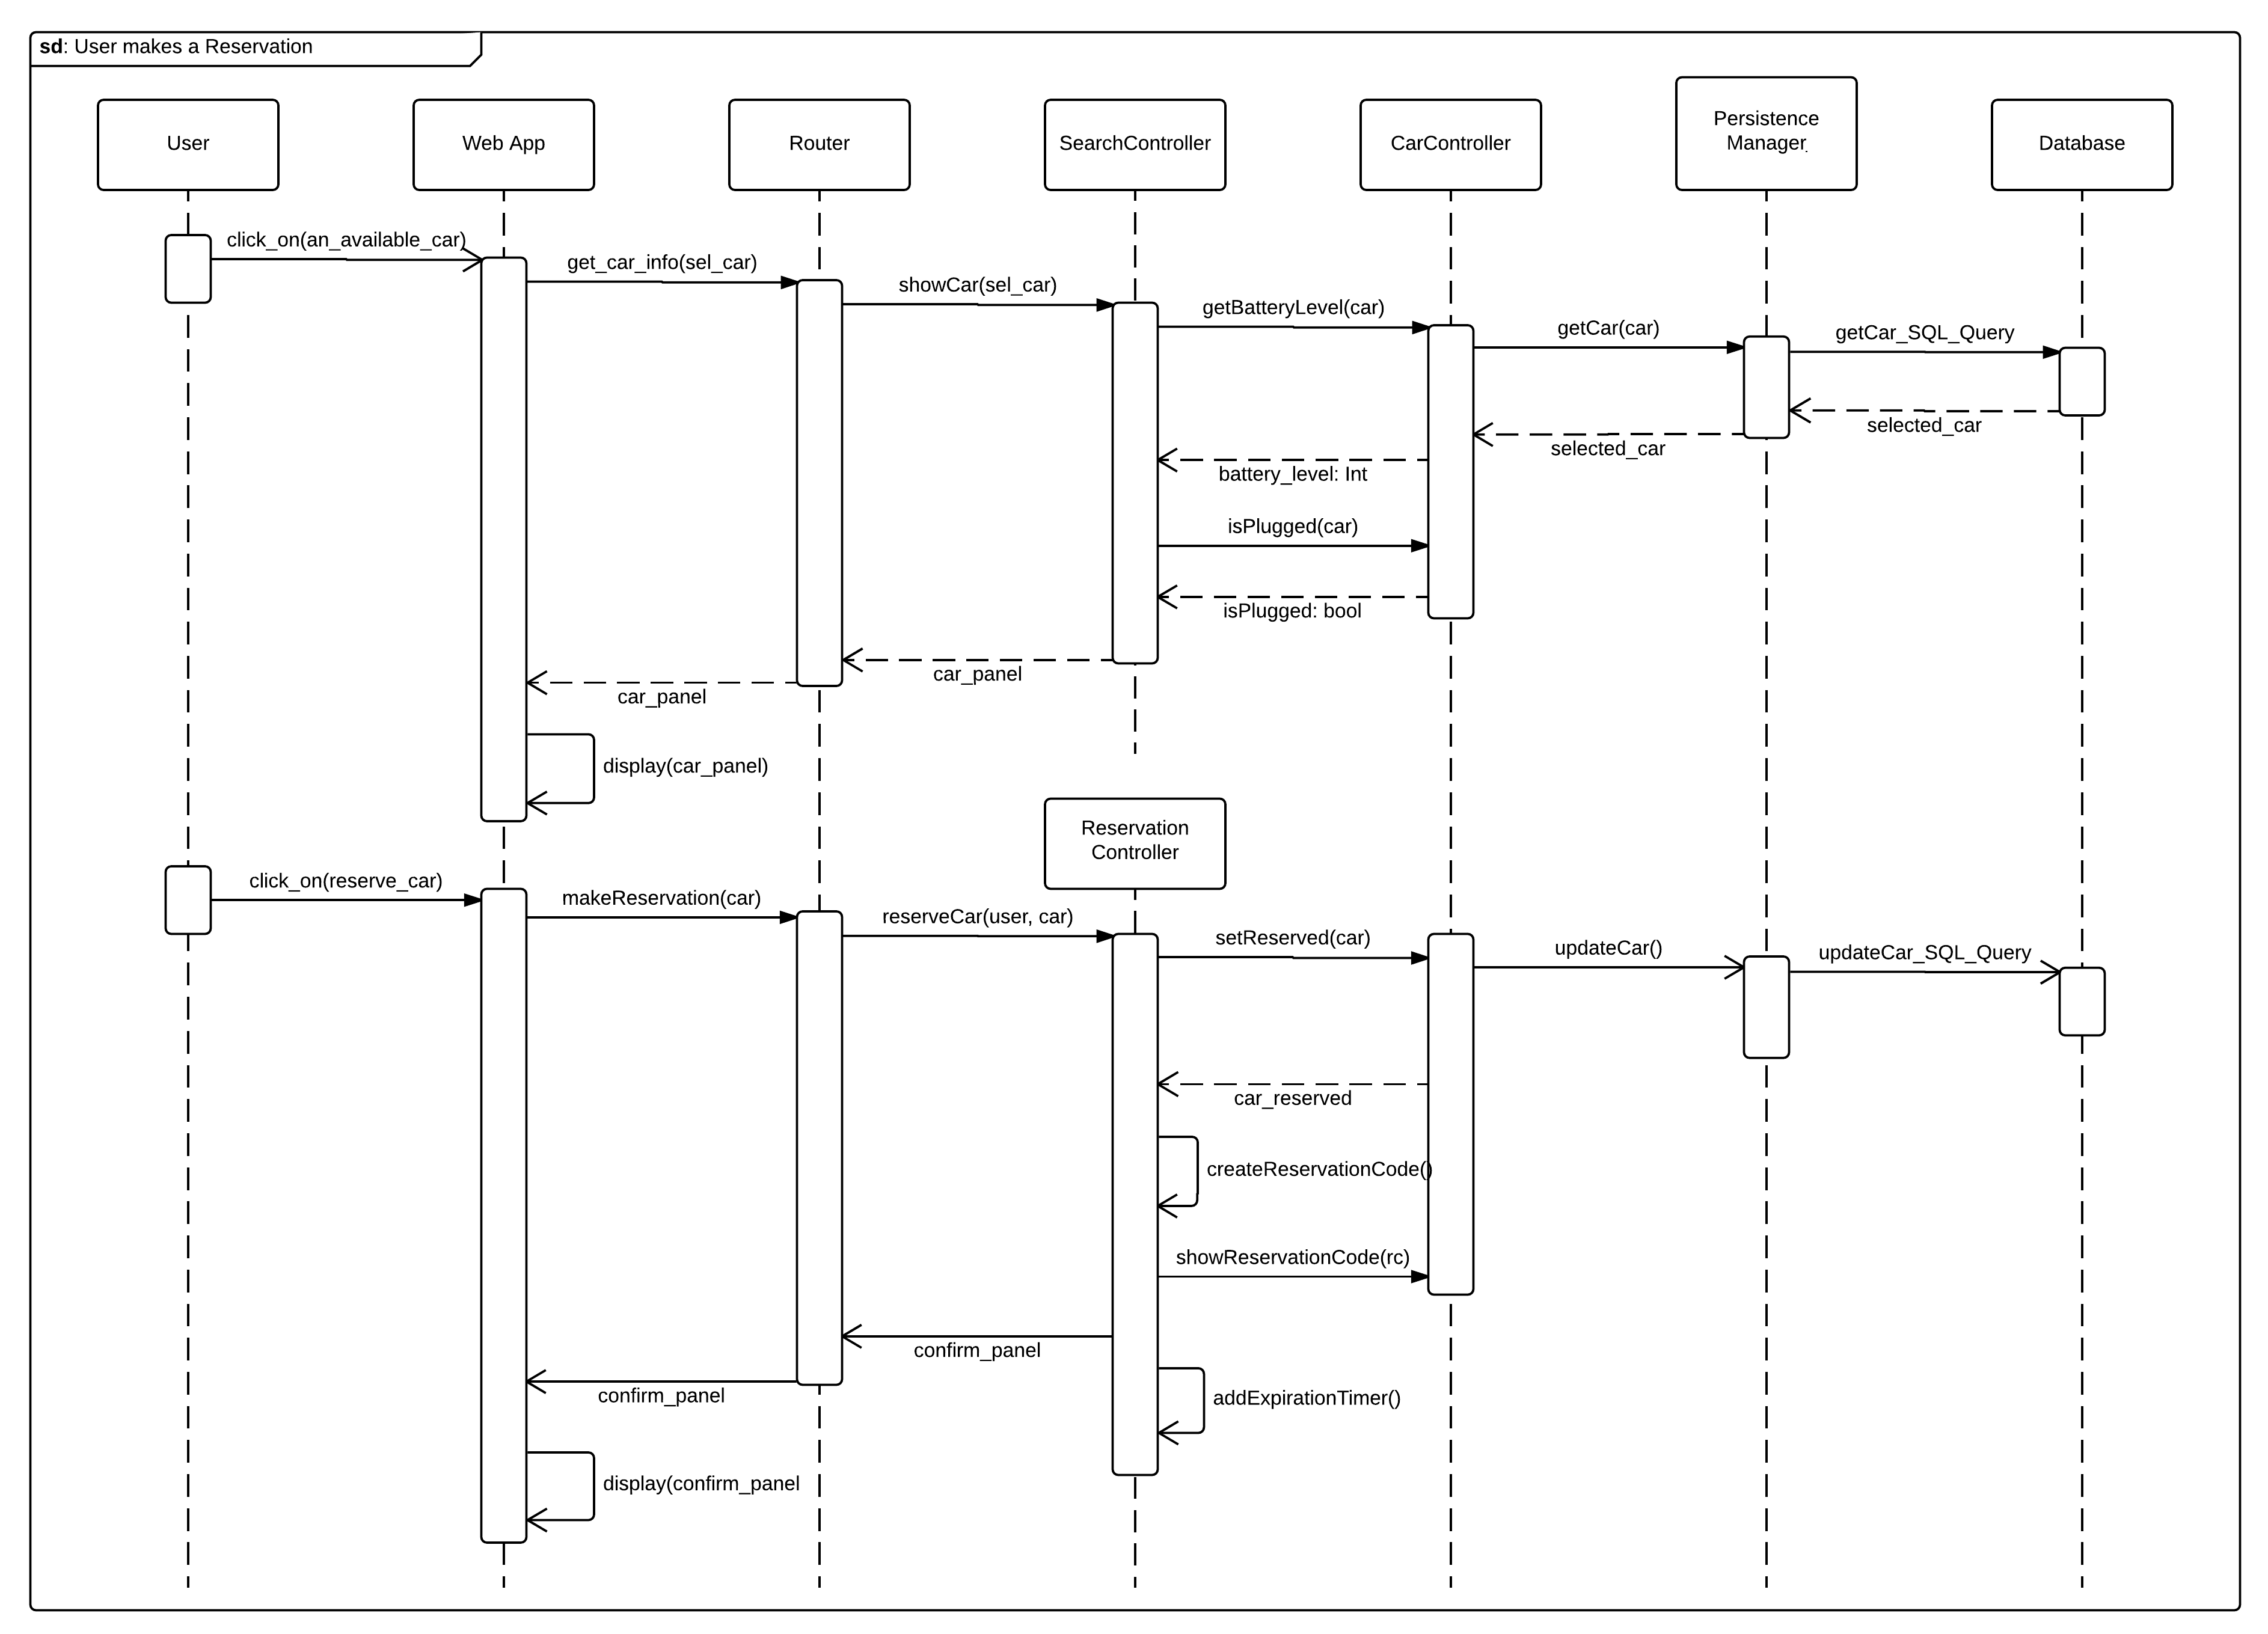 sd: User makes a Reservation
User
Web App
Router
SearchController
CarController
Persistence
Manager
Database
click_on(an_available_car)
get_car_info(sel_car)
showCar(sel_car)
getBatteryLevel(car)
getCar(car)
getCar_SQL_Query
selected_car
selected_car
battery_level: Int
isPlugged(car)
isPlugged: bool
car_panel
car_panel
display(car_panel)
Reservation
Controller
click_on(reserve_car)
makeReservation(car)
reserveCar(user, car)
setReserved(car)
updateCar()
updateCar_SQL_Query
car_reserved
createReservationCode()
showReservationCode(rc)
confirm_panel
confirm_panel
addExpirationTimer()
display(confirm_panel